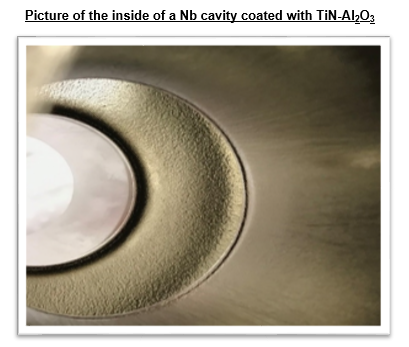 Picture of the inside of a Nb cavity coated with TiN-Al₂O₃